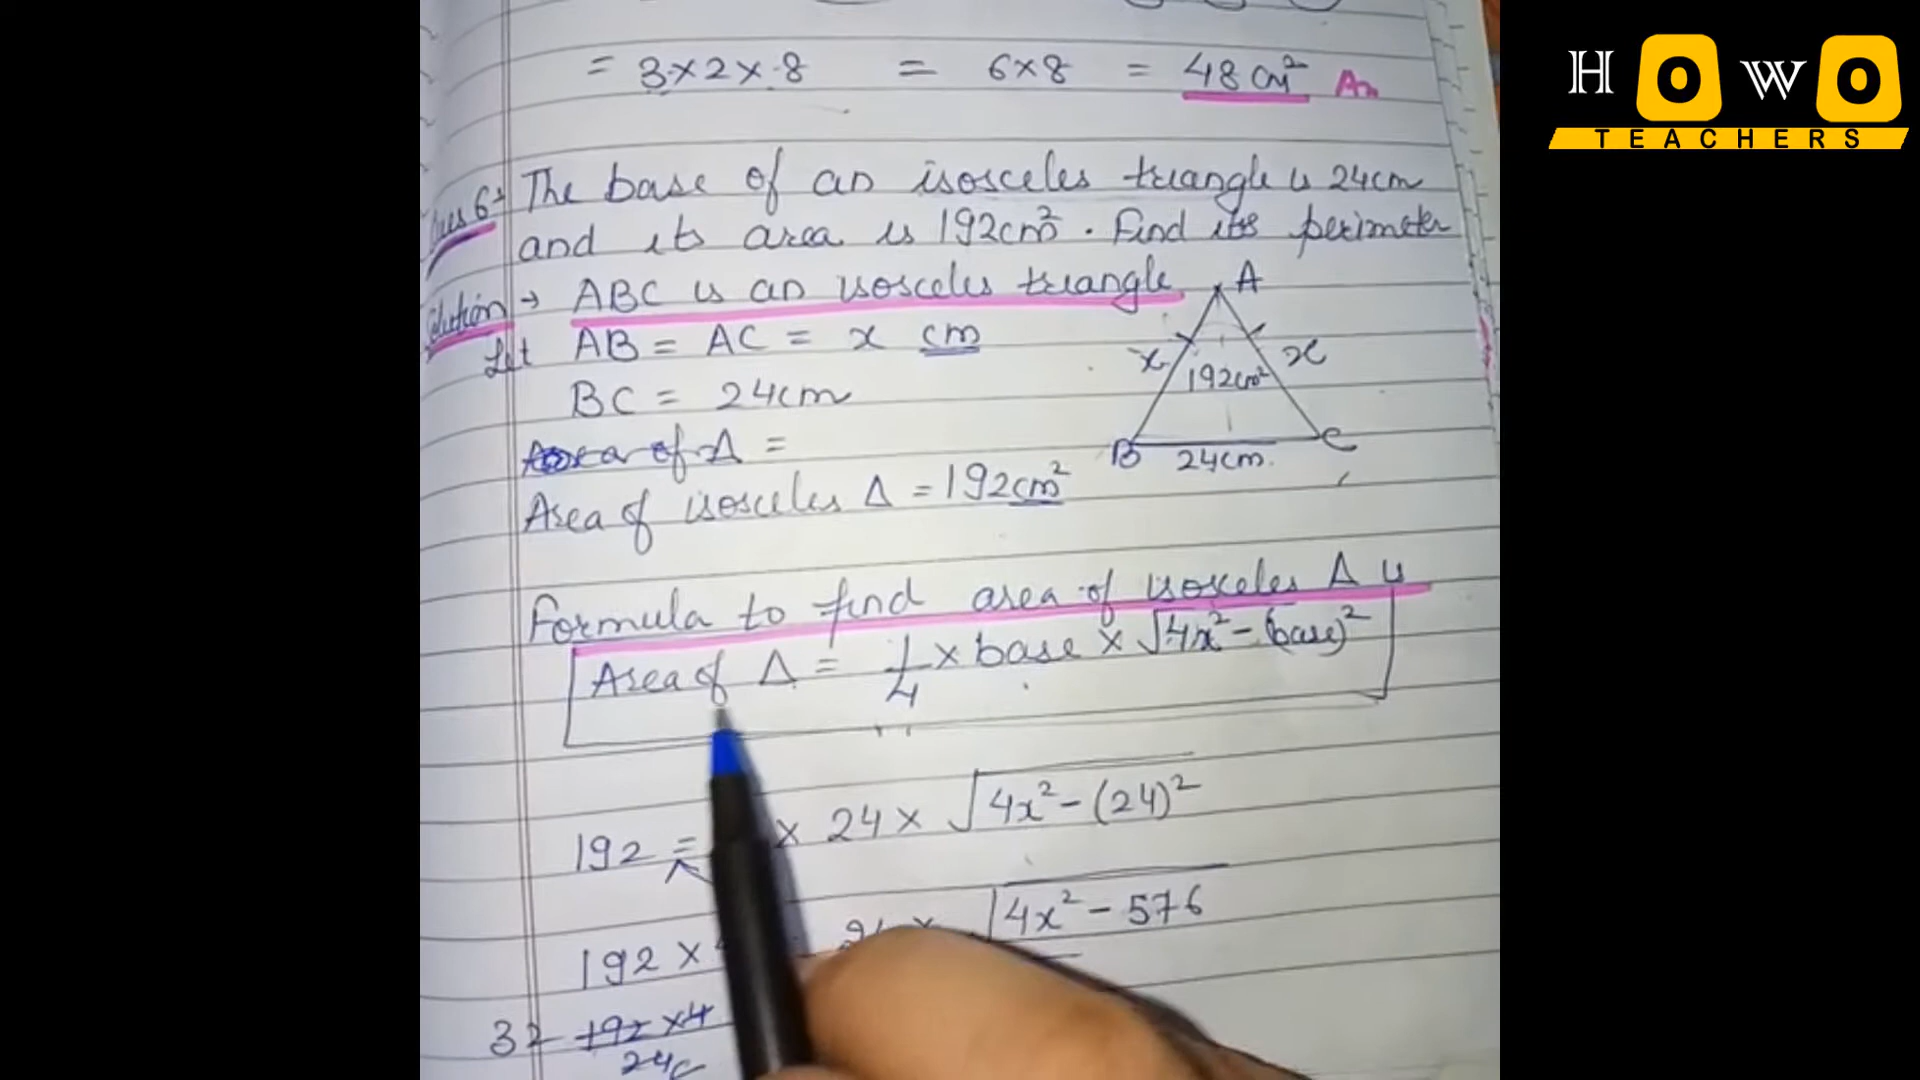 = 3×2×8 = 6×8 = 48cm² An
Ques 6→ The base of an isosceles triangle is 24cm
and its area is 192cm². Find its perimeter
Solution → ABC is an isosceles triangle
Let AB = AC = x cm
BC = 24cm
Area of Δ =
Area of isosceles Δ = 192cm²
A
x
x
192cm²
B
C
24cm.
Formula to find area of isosceles Δ is
Area of Δ = 1/4 × base × √4x² - (base)²
192 = × 24 × √4x² - (24)²
192 × 24 × √4x² - 576
32 192×4
24
HOWO
TEACHERS